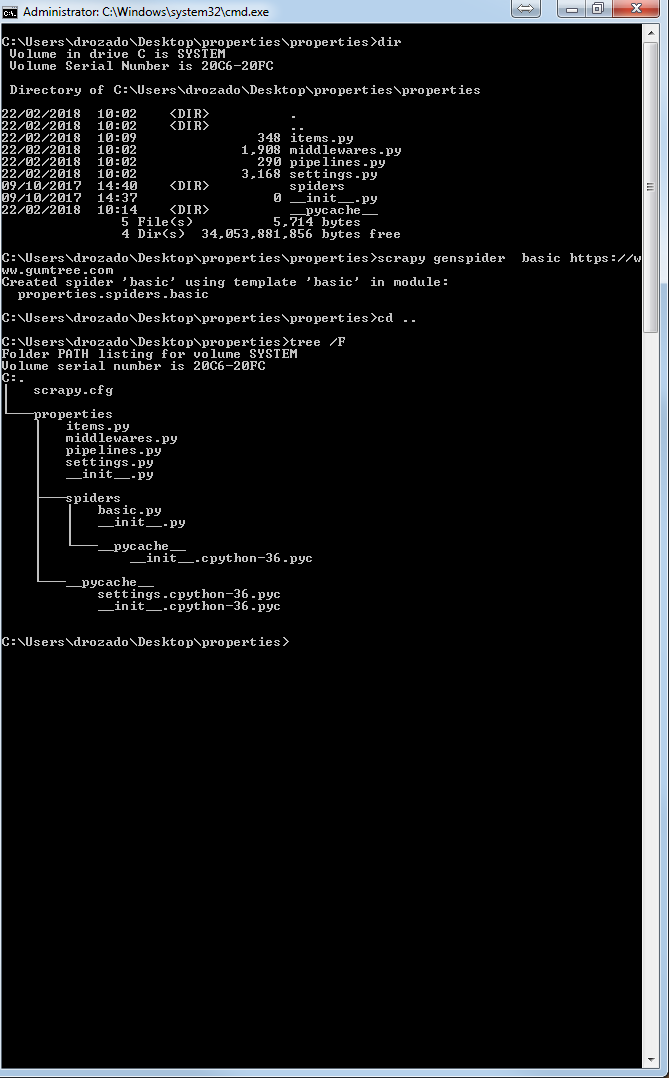 Administrator: C:\Windows\system32\cmd.exe
C:\Users\drozado\Desktop\properties\properties>dir
 Volume in drive C is SYSTEM
 Volume Serial Number is 20C6-20FC
 Directory of C:\Users\drozado\Desktop\properties\properties
22/02/2018  10:02    <DIR>          .
22/02/2018  10:02    <DIR>          ..
22/02/2018  10:09               348 items.py
22/02/2018  10:02             1,908 middlewares.py
22/02/2018  10:02               290 pipelines.py
22/02/2018  10:02             3,168 settings.py
09/10/2017  14:40    <DIR>          spiders
09/10/2017  14:37                 0 __init__.py
22/02/2018  10:14    <DIR>          __pycache__
               5 File(s)          5,714 bytes
               4 Dir(s)  34,053,881,856 bytes free
C:\Users\drozado\Desktop\properties\properties>scrapy genspider  basic https://w
ww.gumtree.com
Created spider 'basic' using template 'basic' in module:
  properties.spiders.basic
C:\Users\drozado\Desktop\properties\properties>cd ..
C:\Users\drozado\Desktop\properties>tree /F
Folder PATH listing for volume SYSTEM
Volume serial number is 20C6-20FC
C:.
│   scrapy.cfg
│
└───properties
    │   items.py
    │   middlewares.py
    │   pipelines.py
    │   settings.py
    │   __init__.py
    │
    ├───spiders
    │   │   basic.py
    │   │   __init__.py
    │   │
    │   └───__pycache__
    │           __init__.cpython-36.pyc
    │
    └───__pycache__
            settings.cpython-36.pyc
            __init__.cpython-36.pyc
C:\Users\drozado\Desktop\properties>